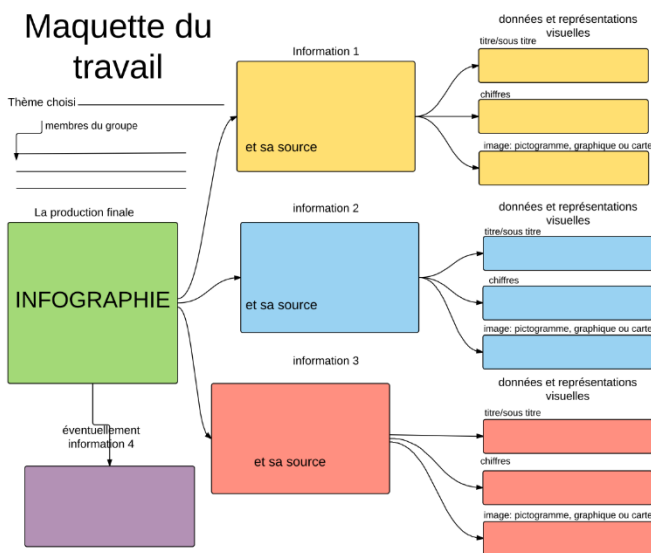 Maquette du
travail
Thème choisi
membres du groupe
La production finale
INFOGRAPHIE
éventuellement
information 4
Information 1
et sa source
données et représentations
visuelles
titre/sous titre
chiffres
image: pictogramme, graphique ou carte
information 2
et sa source
données et représentations
visuelles
titre/sous titre
chiffres
image: pictogramme, graphique ou carte
information 3
et sa source
données et représentations
visuelles
titre/sous titre
chiffres
image: pictogramme, graphique ou carte